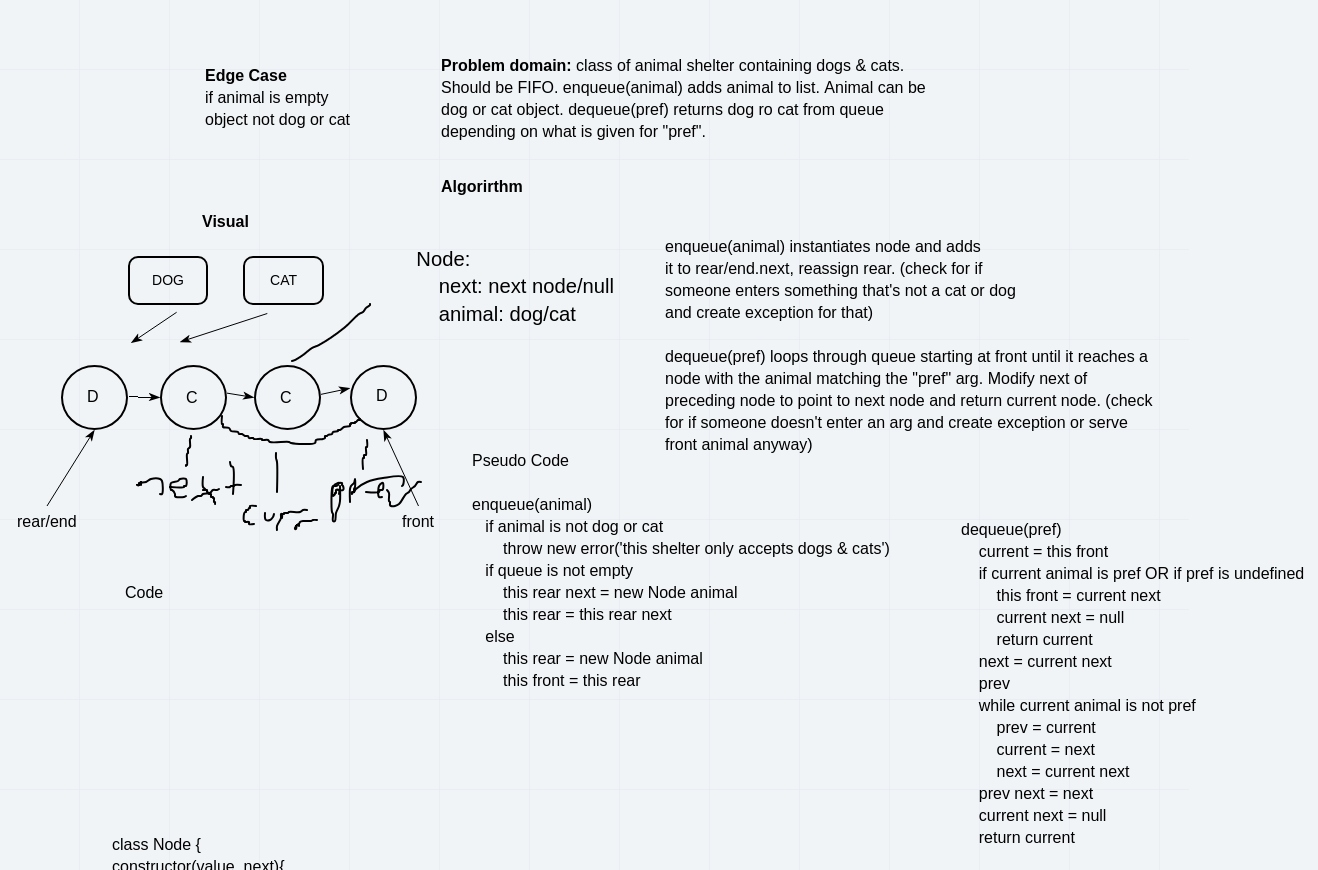 Edge Case
if animal is empty
object not dog or cat
Problem domain: class of animal shelter containing dogs & cats.
Should be FIFO. enqueue(animal) adds animal to list. Animal can be
dog or cat object. dequeue(pref) returns dog ro cat from queue
depending on what is given for "pref".
Algorirthm
Visual
DOG
CAT
Node:
next: next node/null
animal: dog/cat
D
C
C
D
next
curr
prev
rear/end
front
enqueue(animal) instantiates node and adds
it to rear/end.next, reassign rear. (check for if
someone enters something that's not a cat or dog
and create exception for that)
dequeue(pref) loops through queue starting at front until it reaches a
node with the animal matching the "pref" arg. Modify next of
preceding node to point to next node and return current node. (check
for if someone doesn't enter an arg and create exception or serve
front animal anyway)
Pseudo Code
enqueue(animal)
if animal is not dog or cat
throw new error('this shelter only accepts dogs & cats')
if queue is not empty
this rear next = new Node animal
this rear = this rear next
else
this rear = new Node animal
this front = this rear
dequeue(pref)
current = this front
if current animal is pref OR if pref is undefined
this front = current next
current next = null
return current
next = current next
prev
while current animal is not pref
prev = current
current = next
next = current next
prev next = next
current next = null
return current
Code
class Node {
constructor(value, next){